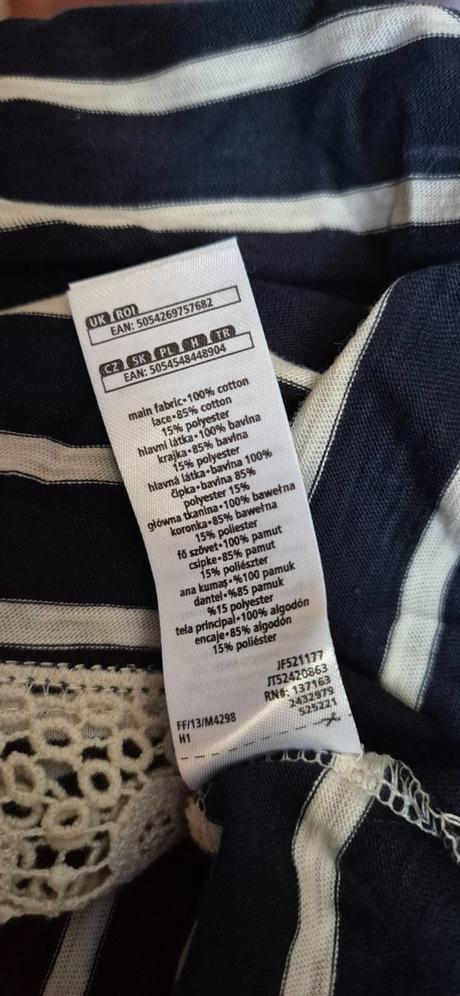 UK ROI
EAN: 5054269757682
CZ SK PL H TR
EAN: 5054548448904
main fabric•100% cotton
lace•85% cotton
15% polyester
hlavní látka•100% bavlna
krajka•85% bavlna
15% polyester
hlavná látka•bavlna 100%
čipka•bavlna 85%
polyester 15%
główna tkanina•100% bawełna
koronka•85% bawełna
15% poliester
fő szövet•100% pamut
csipke•85% pamut
15% poliészter
ana kumaş•%100 pamuk
dantel•%85 pamuk
%15 polyester
tela principal•100% algodón
encaje•85% algodón
15% poliéster
JF521177
JT52420863
RN#: 137163
2432979
525221
FF/13/M4298
H1